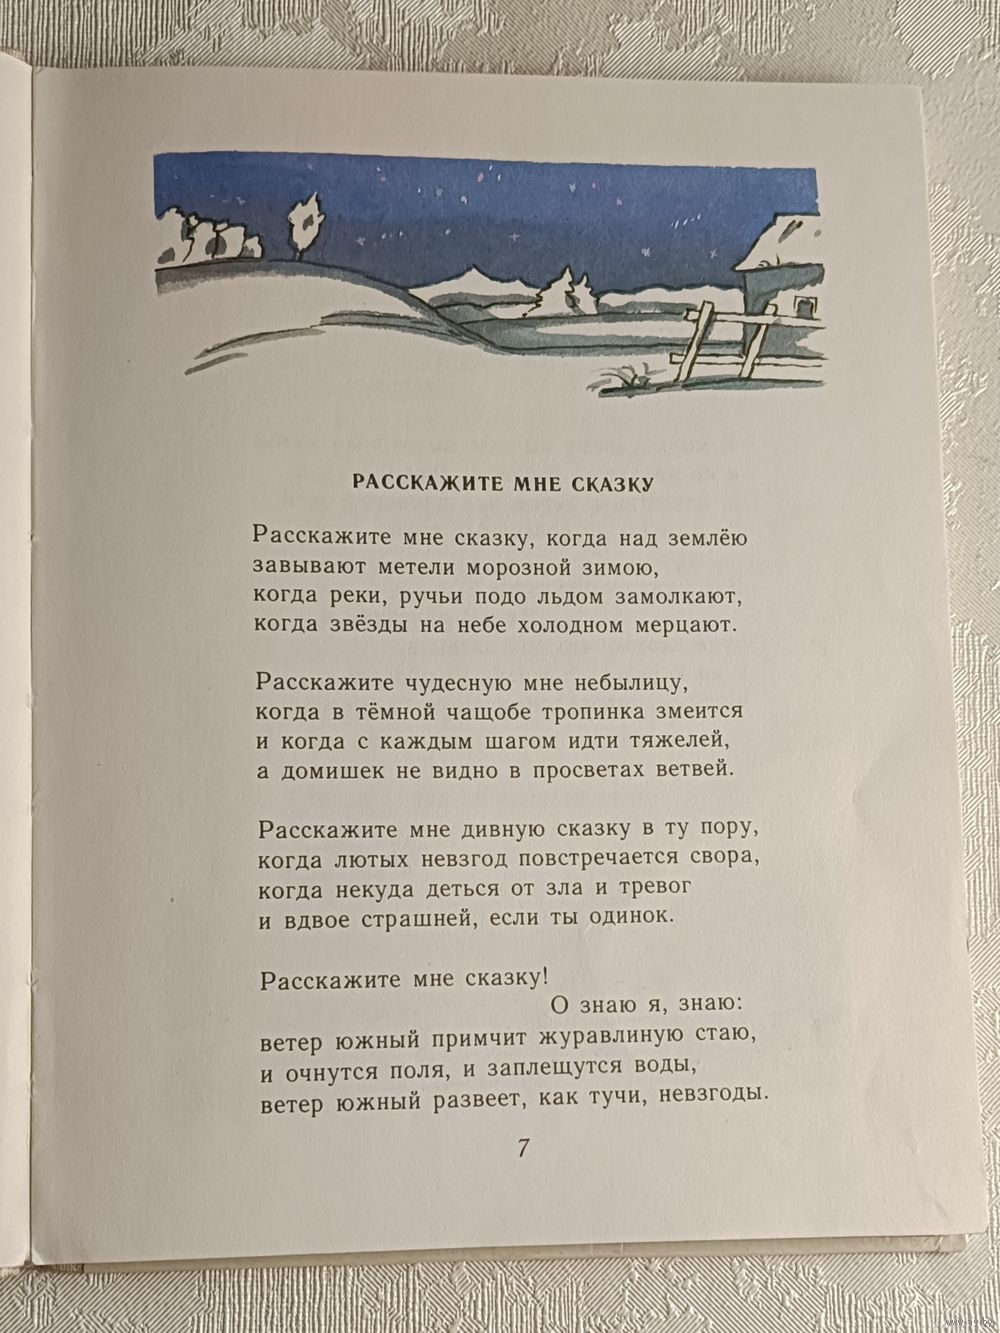 РАССКАЖИТЕ МНЕ СКАЗКУ
Расскажите мне сказку, когда над землёю
завывают метели морозной зимою,
когда реки, ручьи подо льдом замолкают,
когда звёзды на небе холодном мерцают.
Расскажите чудесную мне небылицу,
когда в тёмной чащобе тропинка змеится
и когда с каждым шагом идти тяжелей,
а домишек не видно в просветах ветвей.
Расскажите мне дивную сказку в ту пору,
когда лютых невзгод повстречается свора,
когда некуда деться от зла и тревог
и вдвое страшней, если ты одинок.
Расскажите мне сказку!
О знаю я, знаю:
ветер южный примчит журавлиную стаю,
и очнутся поля, и заплещутся воды,
ветер южный развеет, как тучи, невзгоды.
7